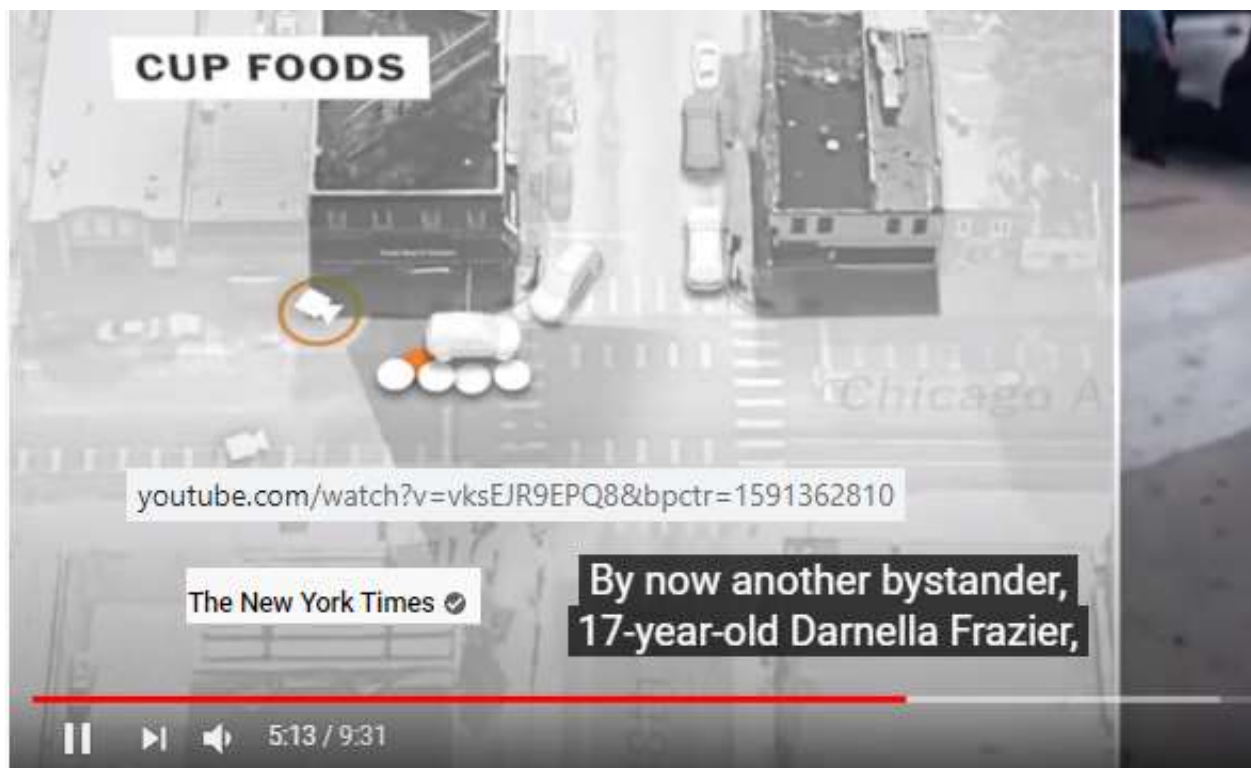 CUP FOODS
Chicago A
youtube.com/watch?v=vksEJR9EPQ8&bpctr=1591362810
The New York Times
By now another bystander,
17-year-old Darnella Frazier,
5:13 / 9:31